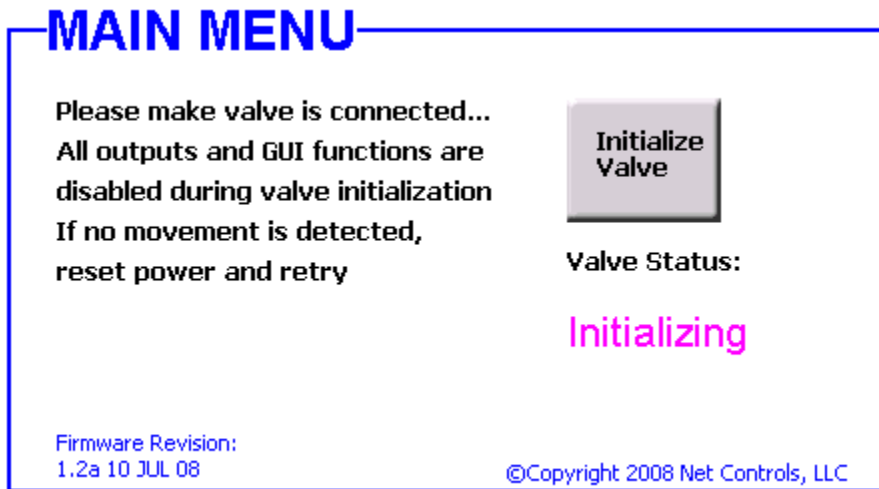 MAIN MENU
Please make valve is connected...
All outputs and GUI functions are
disabled during valve initialization
If no movement is detected,
reset power and retry
Initialize
Valve
Valve Status:
Initializing
Firmware Revision:
1.2a 10 JUL 08
©Copyright 2008 Net Controls, LLC